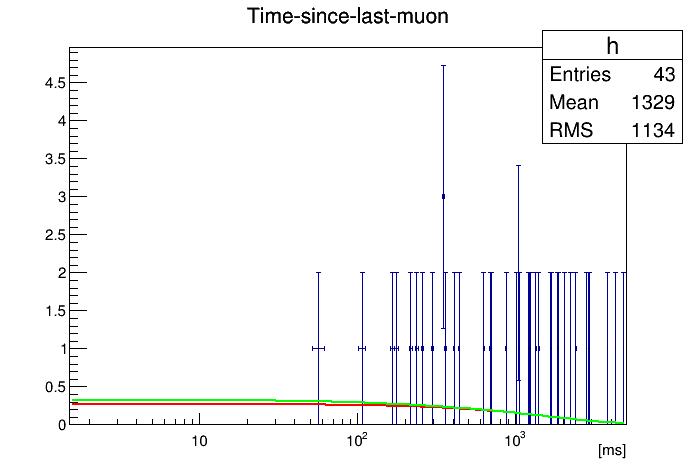 Time-since-last-muon
h
Entries 43
Mean 1329
RMS 1134
4.5
4
3.5
3
2.5
2
1.5
1
0.5
0
10 10² 10³
[ms]